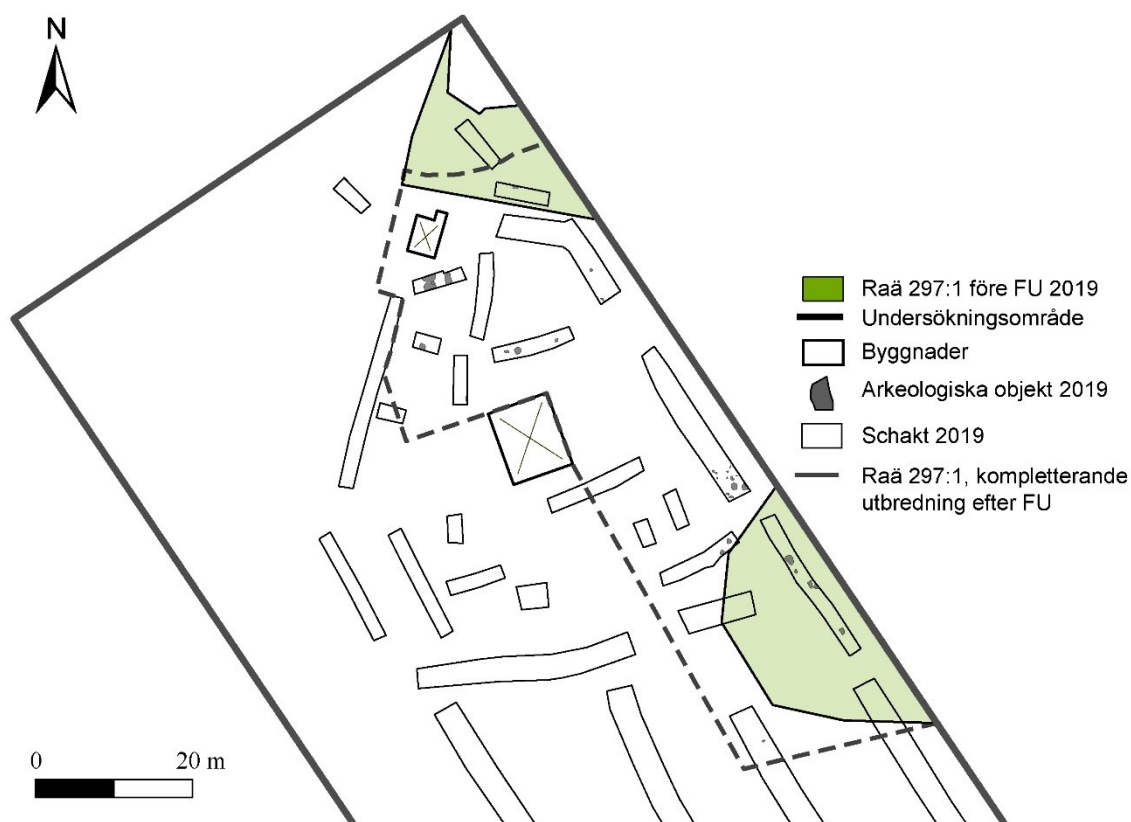 N
Raä 297:1 före FU 2019
Undersökningsområde
Byggnader
Arkeologiska objekt 2019
Schakt 2019
Raä 297:1, kompletterande
utbredning efter FU
0 20 m